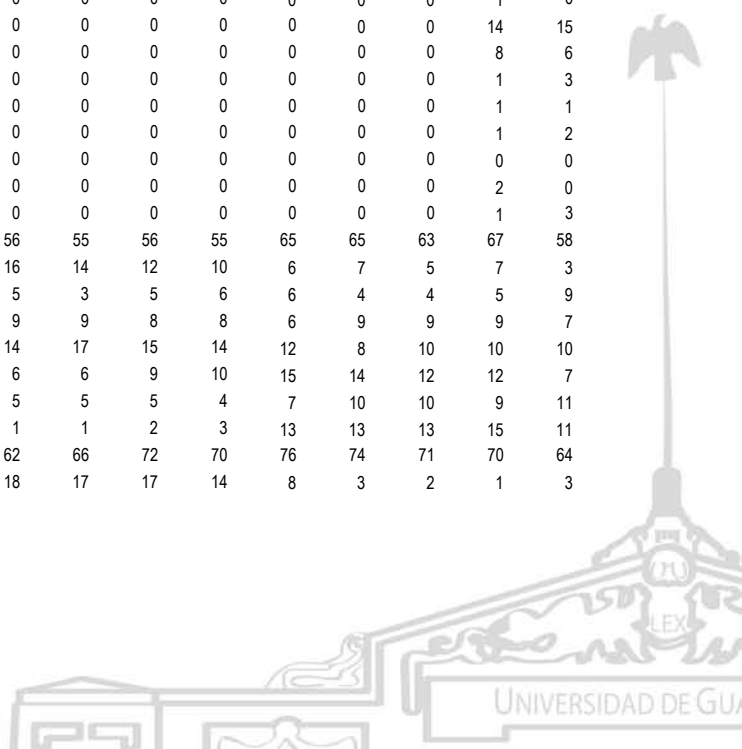 0 0 0 0 0 0 0 14 15
0 0 0 0 0 0 0 8 6
0 0 0 0 0 0 0 1 3
0 0 0 0 0 0 0 1 1
0 0 0 0 0 0 0 1 2
0 0 0 0 0 0 0 0 0
0 0 0 0 0 0 0 2 0
0 0 0 0 0 0 0 1 3
56 55 56 55 65 65 63 67 58
16 14 12 10 6 7 5 7 3
5 3 5 6 6 4 4 5 9
9 9 8 8 6 9 9 9 7
14 17 15 14 12 8 10 10 10
6 6 9 10 15 14 12 12 7
5 5 5 4 7 10 10 9 11
1 1 2 3 13 13 13 15 11
62 66 72 70 76 74 71 70 64
18 17 17 14 8 3 2 1 3
LEX
UNIVERSIDAD DE GUA